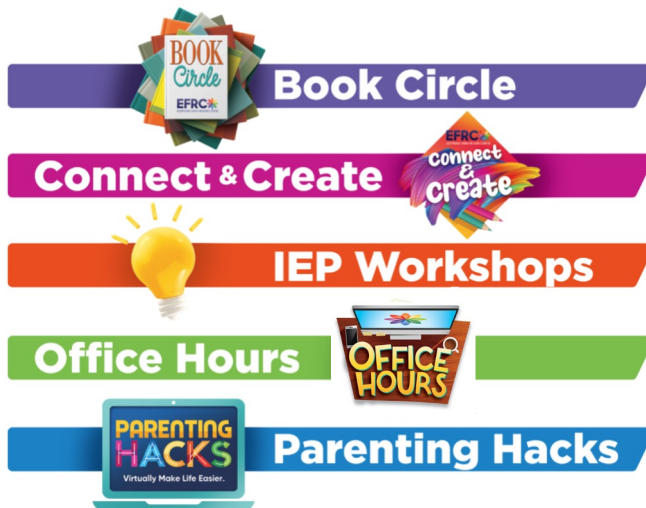 BOOK
Circle
EFRC
Book Circle
Connect & Create
EFRC
Connect
&
Create
IEP Workshops
Office Hours
OFFICE
HOURS
PARENTING
HACKS
Virtually Make Life Easier.
Parenting Hacks